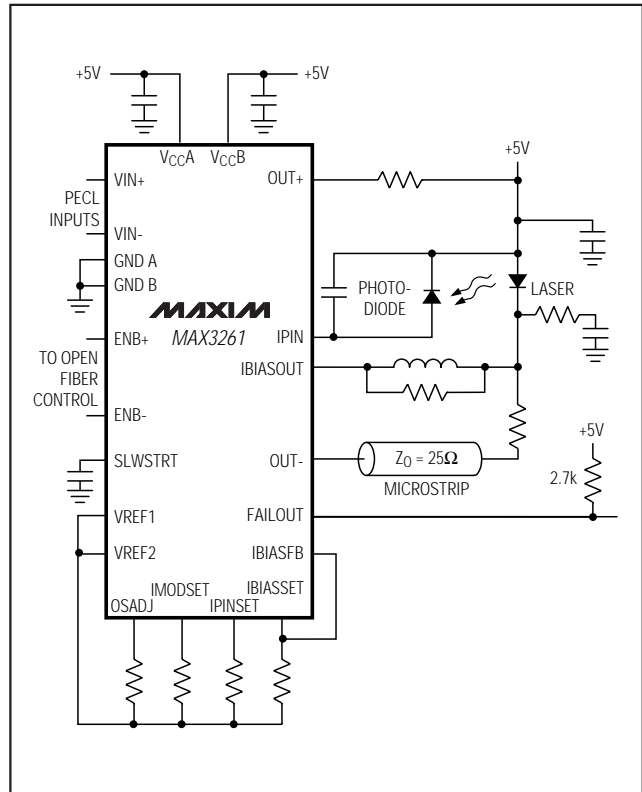 +5V
+5V
VCCA
VCCB
+5V
VIN+
OUT+
PECL
INPUTS
VIN-
GND A
GND B
PHOTO-
DIODE
LASER
MAXIM
MAX3261
IPIN
ENB+
TO OPEN
FIBER
CONTROL
IBIASOUT
ENB-
+5V
SLWSTRT
OUT-
Z0 = 25Ω
MICROSTRIP
2.7k
VREF1
FAILOUT
VREF2
IBIASFB
OSADJ
IMODSET
IPINSET
IBIASSET